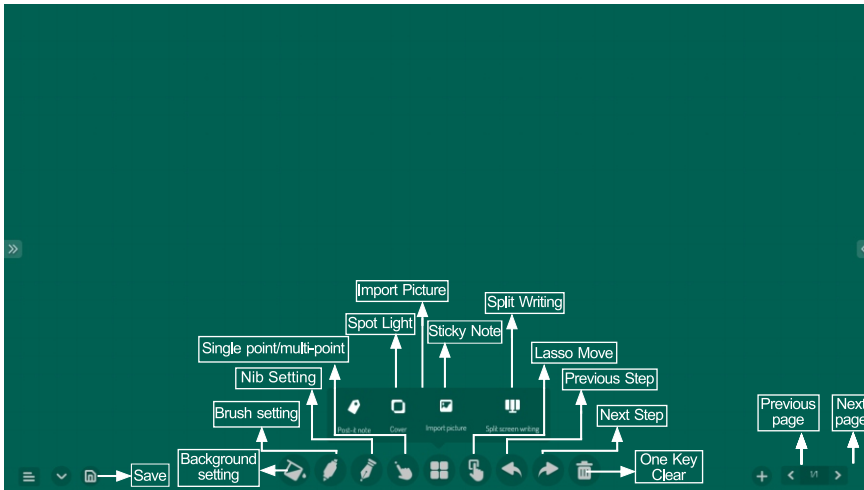 Import Picture
Split Writing
Spot Light
Sticky Note
Single point/multi-point
Lasso Move
Nib Setting
Previous Step
Brush setting
Next Step
Post-it note
Cover
Import picture
Split screen writing
Previous
page
Next
page
Background
setting
Save
One Key
Clear
1/1